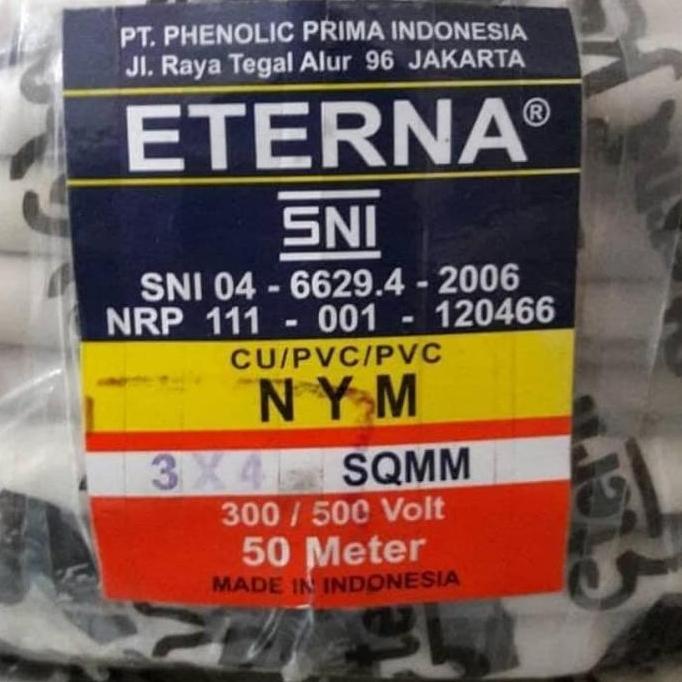 PT. PHENOLIC PRIMA INDONESIA
Jl. Raya Tegal Alur 96 JAKARTA
ETERNA®
SNI
SNI 04 - 6629.4 - 2006
NRP 111 - 001 - 120466
CU/PVC/PVC
N Y M
3 X 4 SQMM
300 / 500 Volt
50 Meter
MADE IN INDONESIA